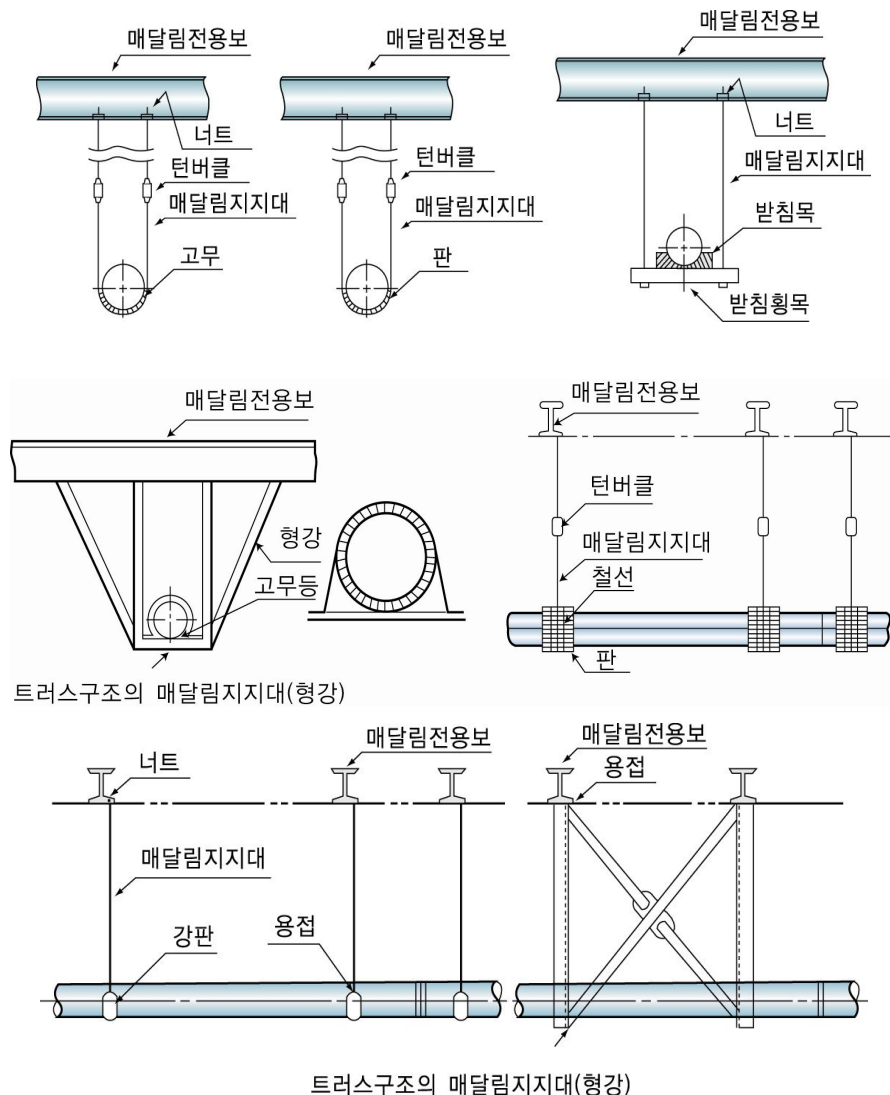 매달림전용보
너트
턴버클
매달림지지대
고무
매달림전용보
턴버클
매달림지지대
판
매달림전용보
너트
매달림지지대
받침목
받침횡목
매달림전용보
형강
고무등
트러스구조의 매달림지지대(형강)
매달림전용보
턴버클
매달림지지대
철선
판
너트
매달림전용보
매달림지지대
강판
용접
매달림전용보
용접
트러스구조의 매달림지지대(형강)